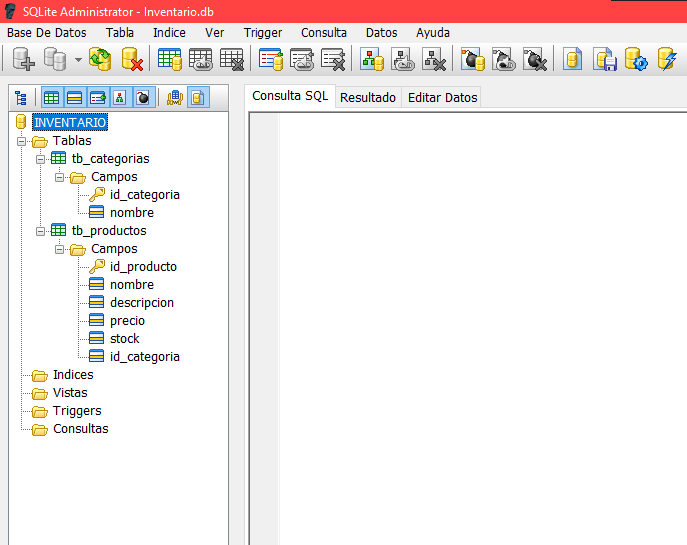 SQLite Administrator - Inventario.db
Base De Datos Tabla Indice Ver Trigger Consulta Datos Ayuda
Consulta SQL Resultado Editar Datos
INVENTARIO
Tablas
tb_categorias
Campos
id_categoria
nombre
tb_productos
Campos
id_producto
nombre
descripcion
precio
stock
id_categoria
Indices
Vistas
Triggers
Consultas